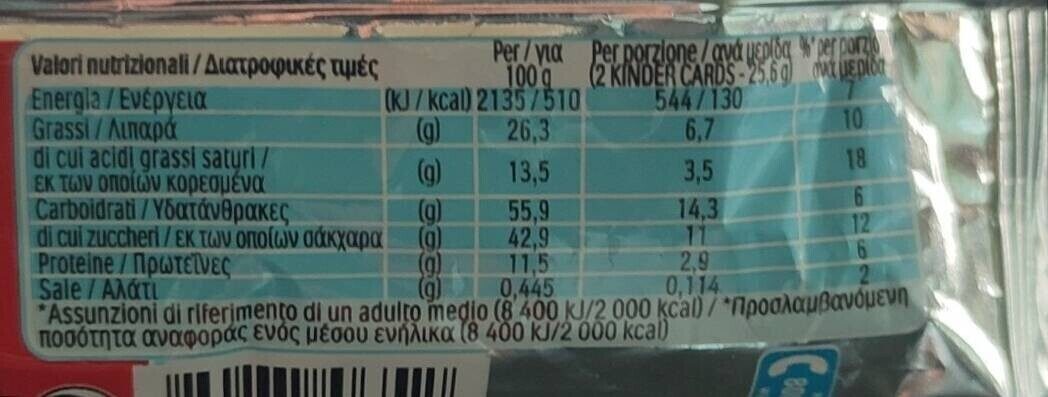 Valori nutrizionali / Διατροφικές τιμές Per / για 100 g Per porzione / ανά μερίδα (2 KINDER CARDS - 25,6 g) %* per porzio ανά μερίδα
Energia / Ενέργεια (kJ / kcal) 2135 / 510 544 / 130 7
Grassi / Λιπαρά (g) 26,3 6,7 10
di cui acidi grassi saturi /
εκ των οποίων κορεσμένα (g) 13,5 3,5 18
Carboidrati / Υδατάνθρακες (g) 55,9 14,3 6
di cui zuccheri / εκ των οποίων σάκχαρα (g) 42,9 11 12
Proteine / Πρωτεΐνες (g) 11,5 2,9 6
Sale / Αλάτι (g) 0,445 0,114 2
*Assunzioni di riferimento di un adulto medio (8 400 kJ/2 000 kcal) / *Προσλαμβανόμενη
ποσότητα αναφοράς ενός μέσου ενήλικα (8 400 kJ/2 000 kcal)